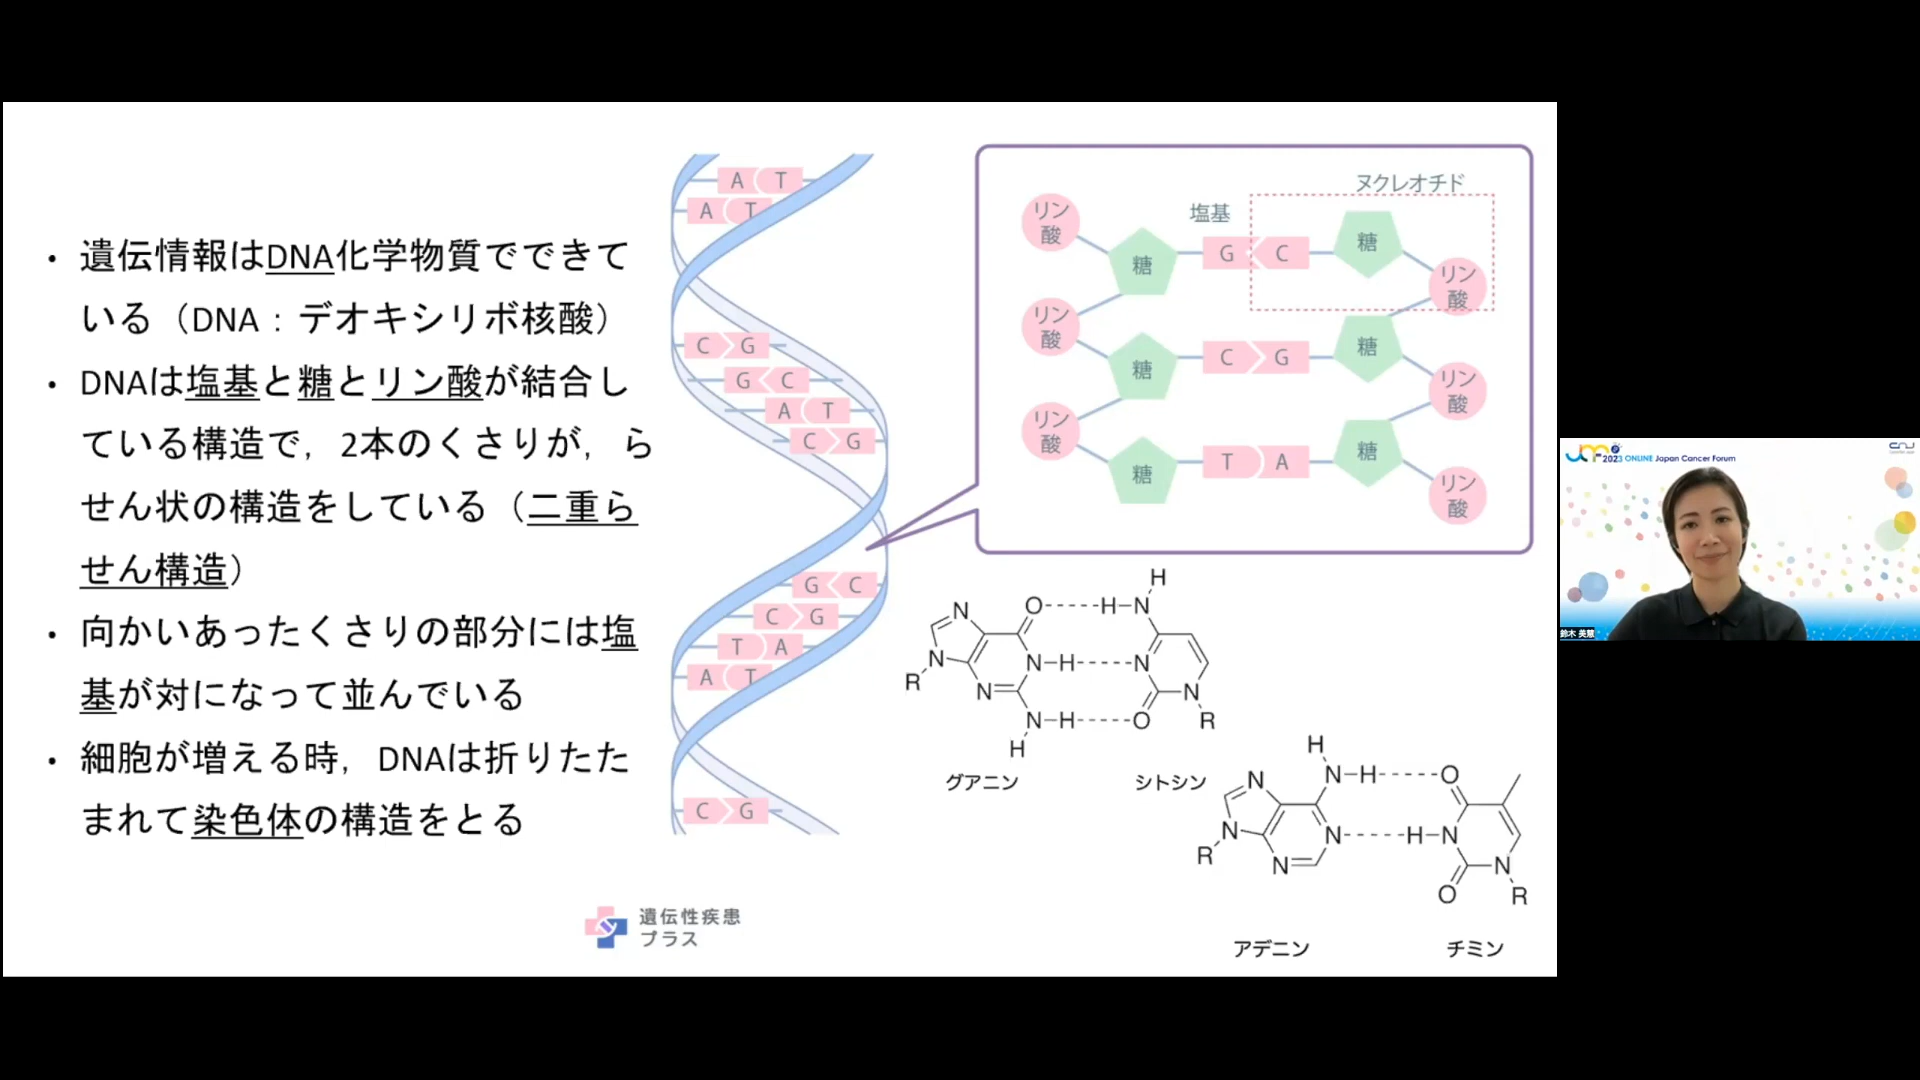 ・遺伝情報はDNA化学物質でできて
いる（DNA：デオキシリボ核酸）
・DNAは塩基と糖とリン酸が結合し
ている構造で，2本のくさりが，ら
せん状の構造をしている（二重ら
せん構造）
・向かいあったくさりの部分には塩
基が対になって並んでいる
・細胞が増える時，DNAは折りたた
まれて染色体の構造をとる
A T
A T
C G
G C
A T
C G
G C
C G
T A
A T
C G
ヌクレオチド
塩基
リン
酸
糖
G C
糖
リン
酸
リン
酸
糖
C G
糖
リン
酸
リン
酸
糖
T A
糖
リン
酸
H
N
O
H
N
N
R
N
N
H
N
N
N
H
O
H
R
グアニン
シトシン
H
N
H
O
N
N
R
N
N
H
N
N
O
R
アデニン
チミン
遺伝性疾患
プラス
2023 ONLINE Japan Cancer Forum
鈴木 美慧